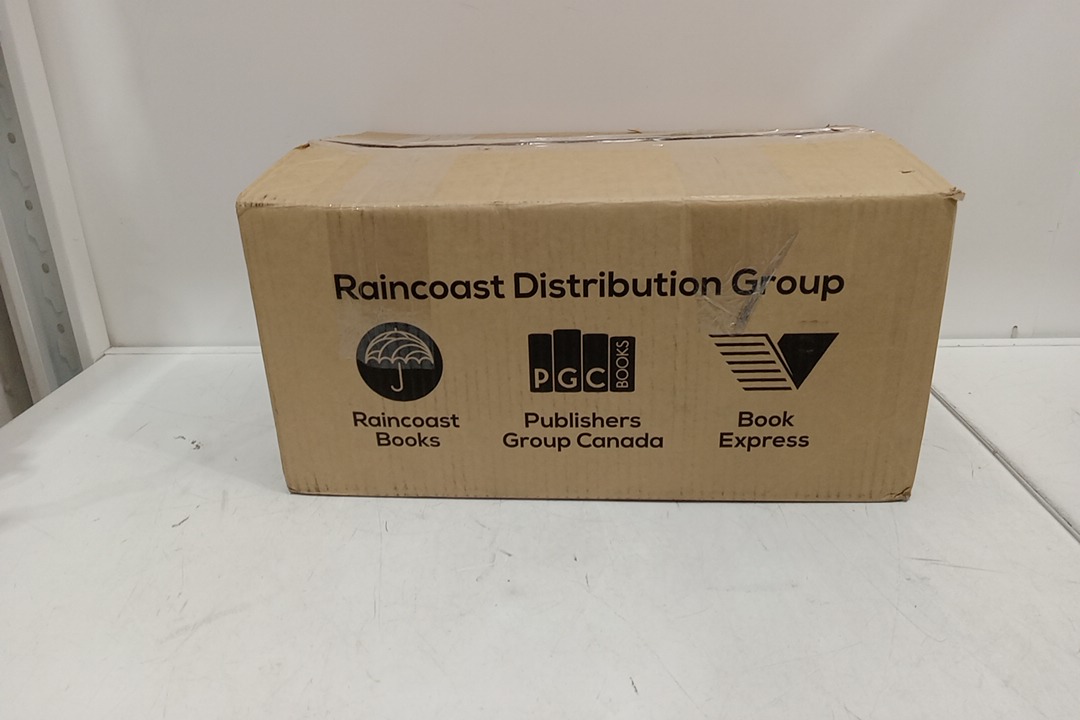 Raincoast Distribution Group
PGC BOOKS
Raincoast
Books
Publishers
Group Canada
Book
Express